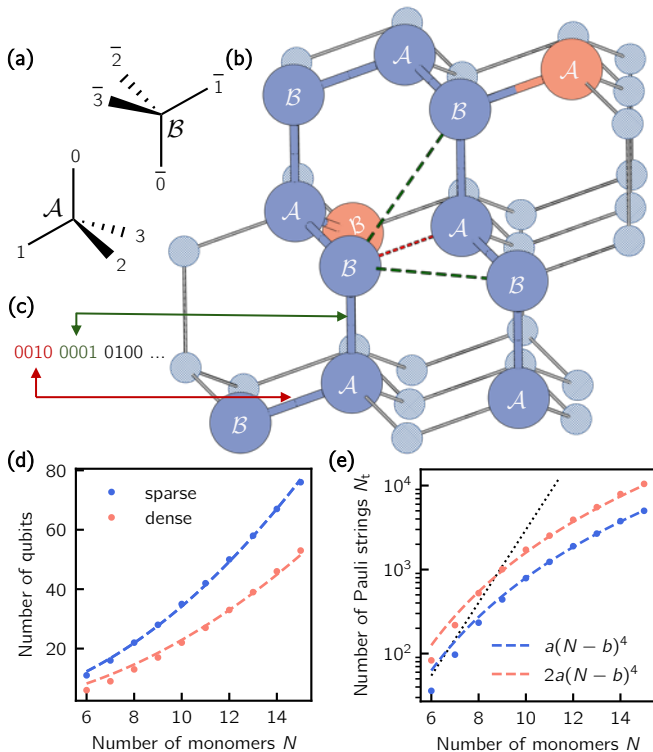 (a)
2̅
3̅
1̅
ℬ
0̅
0
𝒜
3
1
2
(b)
𝒜
𝒜
ℬ
ℬ
𝒜
ℬ
𝒜
ℬ
ℬ
𝒜
𝒜
ℬ
(c)
0010 0001 0100 ...
(d)
80
60
40
20
Number of qubits
sparse
dense
6 8 10 12 14
Number of monomers N
(e)
10⁴
10³
10²
Number of Pauli strings Nₜ
a(N − b)⁴
2a(N − b)⁴
6 8 10 12 14
Number of monomers N